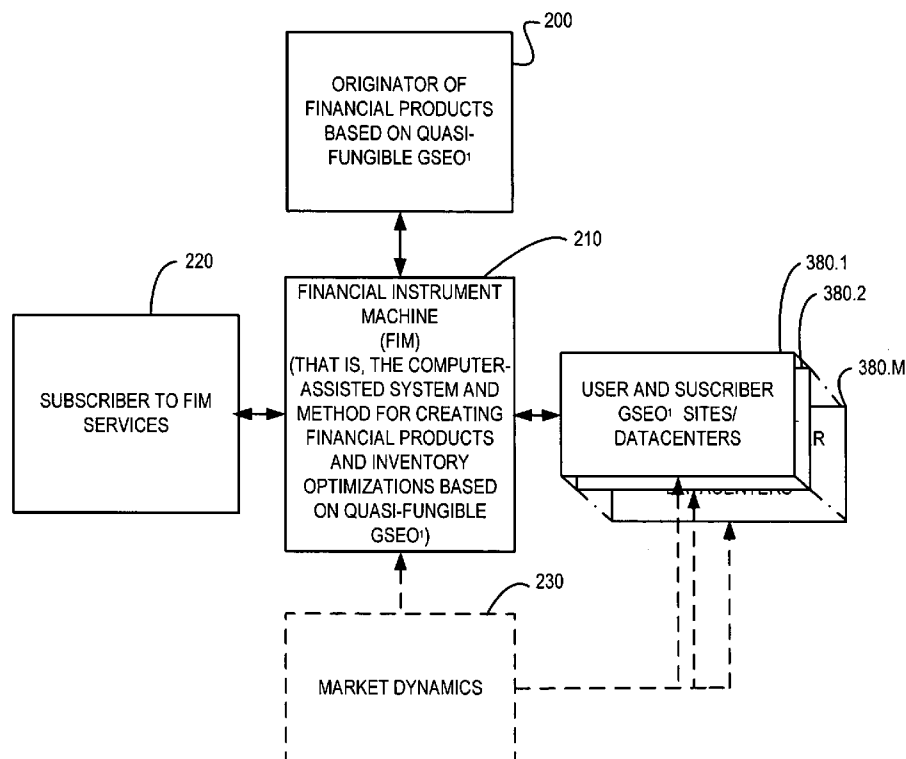 200
ORIGINATOR OF
FINANCIAL PRODUCTS
BASED ON QUASI-
FUNGIBLE GSEO¹
210
220
380.1
380.2
380.M
FINANCIAL INSTRUMENT
MACHINE
(FIM)
(THAT IS, THE COMPUTER-
ASSISTED SYSTEM AND
METHOD FOR CREATING
FINANCIAL PRODUCTS
AND INVENTORY
OPTIMIZATIONS BASED
ON QUASI-FUNGIBLE
GSEO¹)
SUBSCRIBER TO FIM
SERVICES
USER AND SUSCRIBER
GSEO¹ SITES/
DATACENTERS
R
DATACENTERS
230
MARKET DYNAMICS